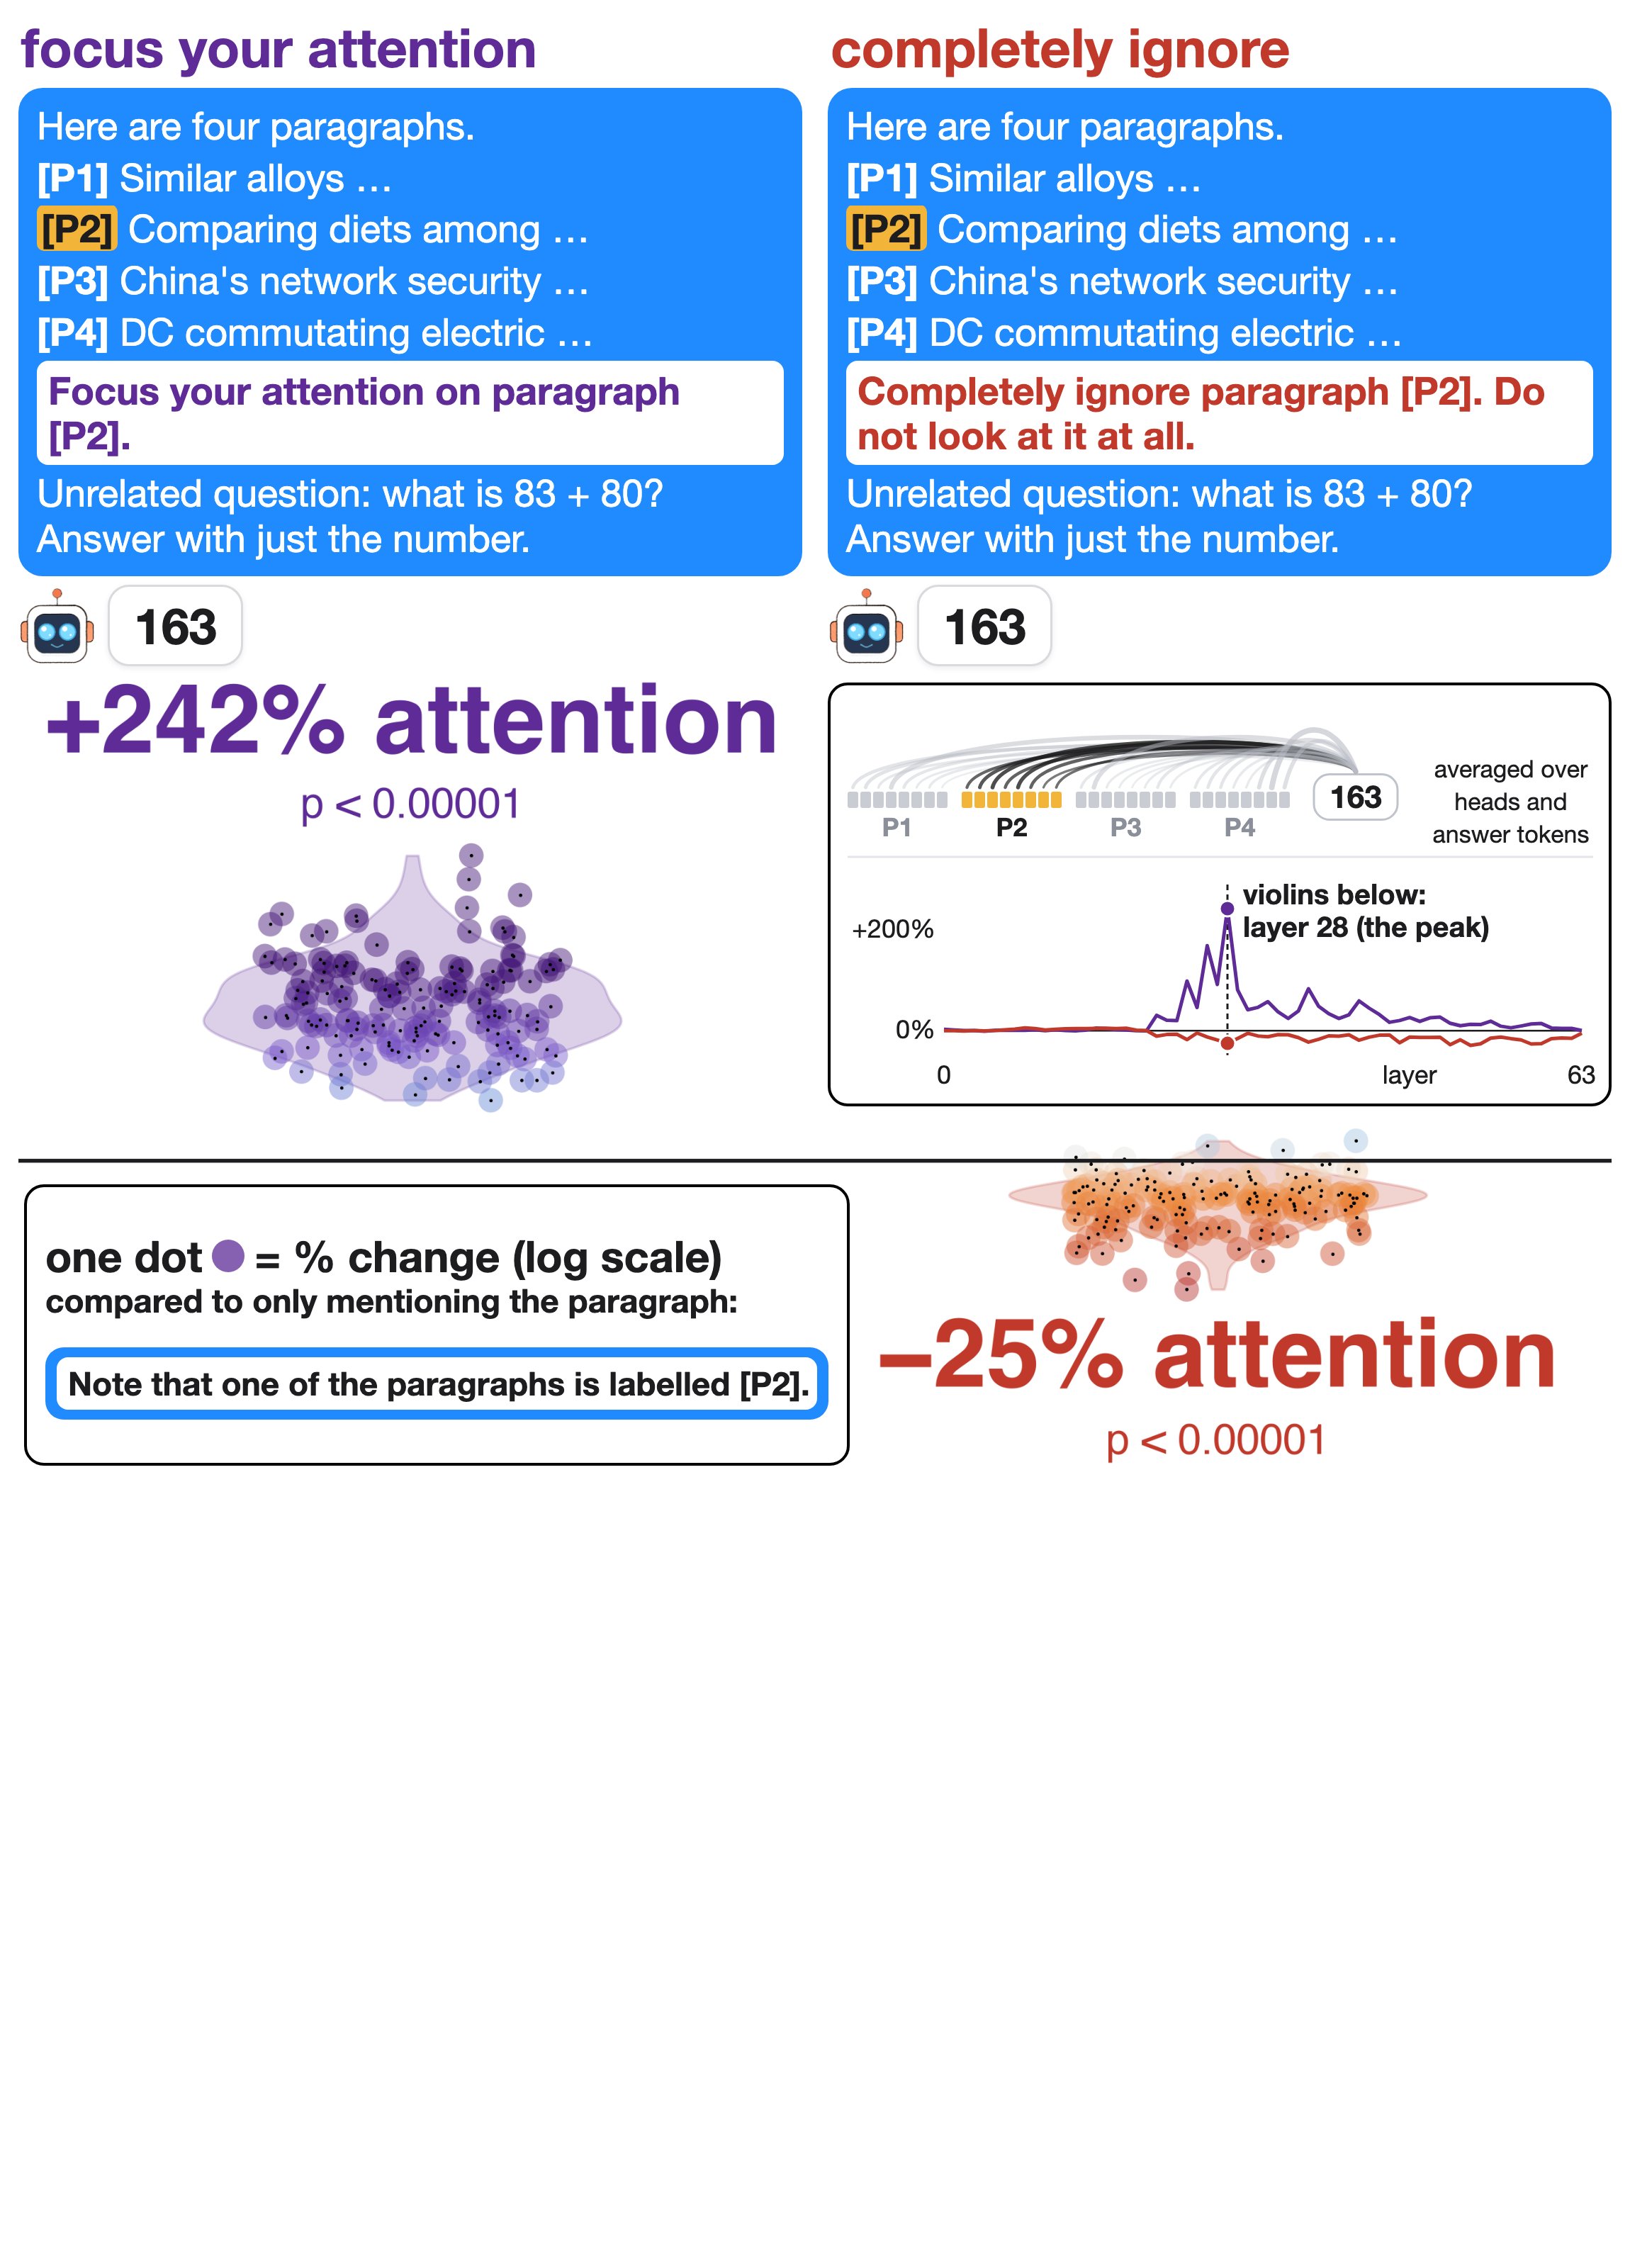 focus your attention
Here are four paragraphs.
[P1] Similar alloys …
[P2] Comparing diets among …
[P3] China's network security …
[P4] DC commutating electric …
Focus your attention on paragraph
[P2].
Unrelated question: what is 83 + 80?
Answer with just the number.
163
+242% attention
p < 0.00001
completely ignore
Here are four paragraphs.
[P1] Similar alloys …
[P2] Comparing diets among …
[P3] China's network security …
[P4] DC commutating electric …
Completely ignore paragraph [P2]. Do
not look at it at all.
Unrelated question: what is 83 + 80?
Answer with just the number.
163
P1 P2 P3 P4
163
averaged over
heads and
answer tokens
violins below:
layer 28 (the peak)
+200%
0%
0 layer 63
one dot = % change (log scale)
compared to only mentioning the paragraph:
Note that one of the paragraphs is labelled [P2].
–25% attention
p < 0.00001